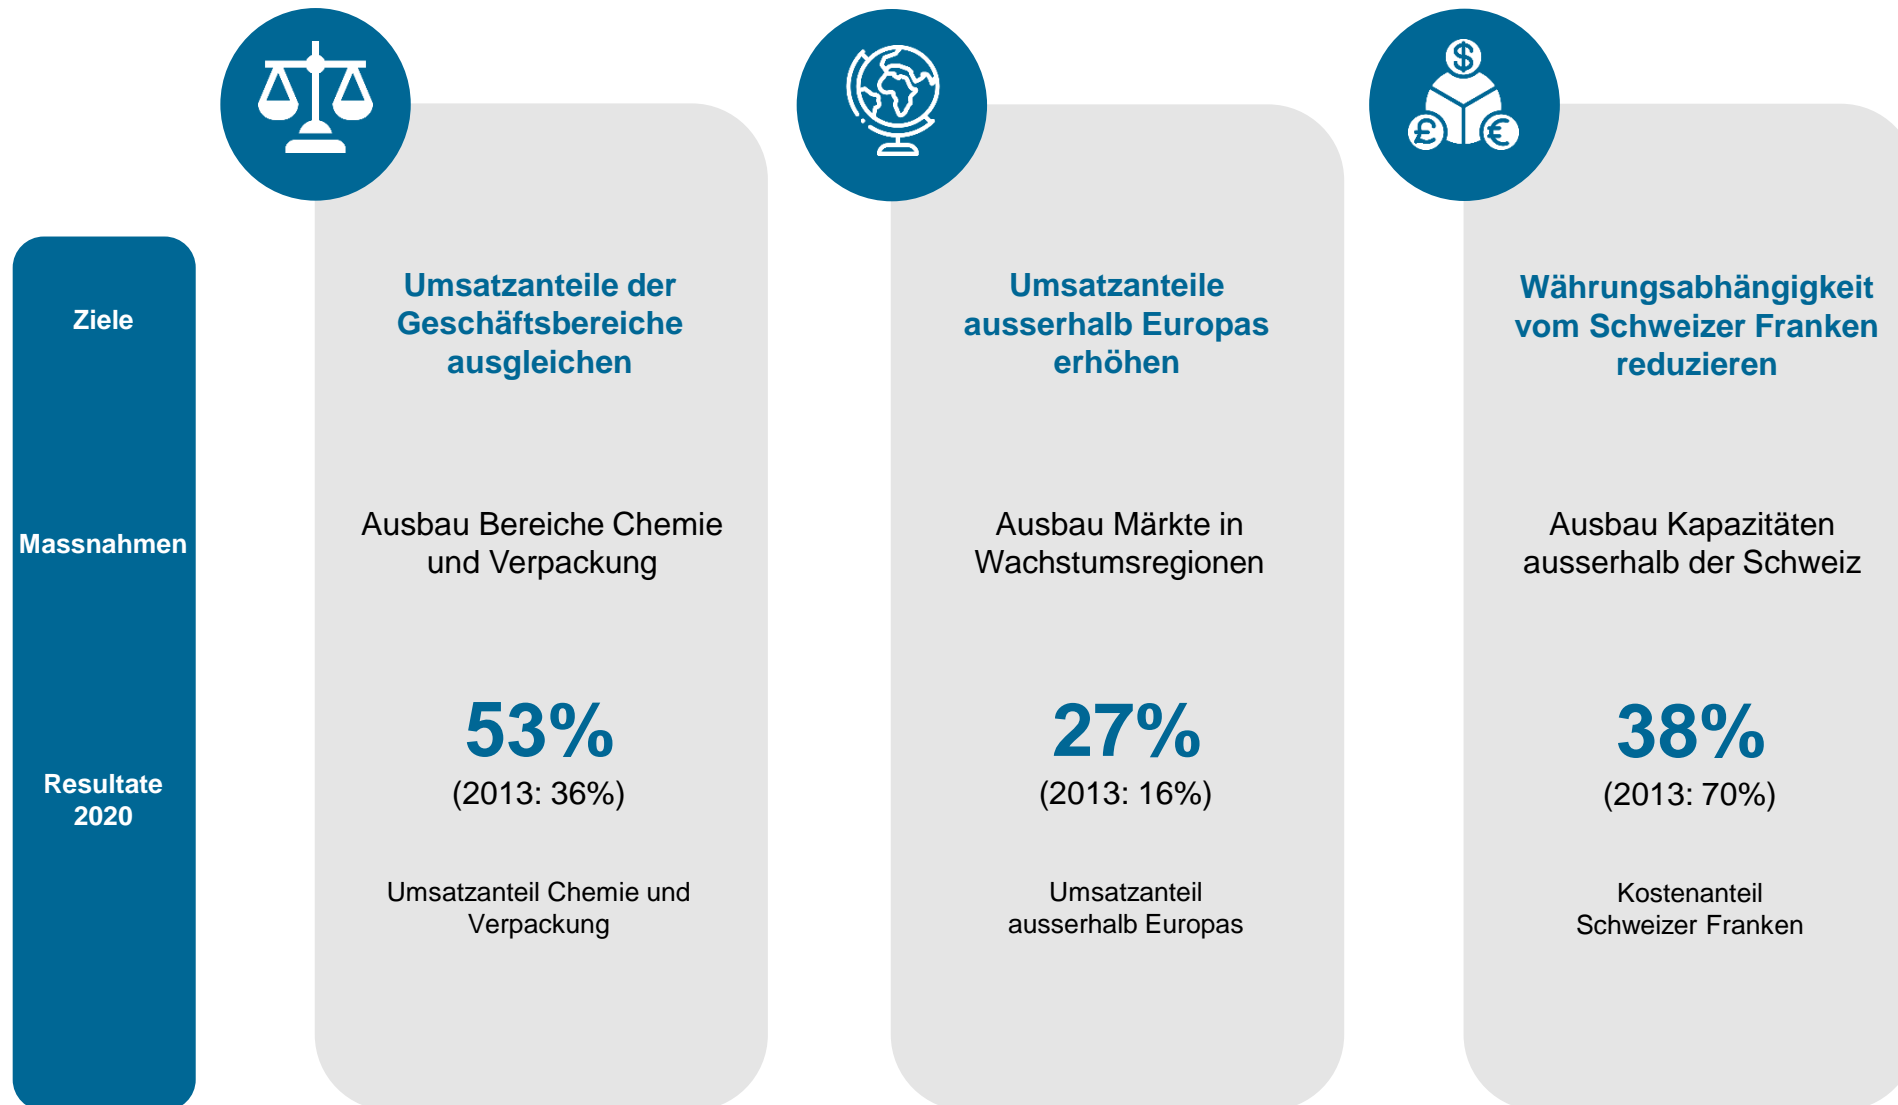 Ziele
Umsatzanteile der
Geschäftsbereiche
ausgleichen
Umsatzanteile
ausserhalb Europas
erhöhen
Währungsabhängigkeit
vom Schweizer Franken
reduzieren
Massnahmen
Ausbau Bereiche Chemie
und Verpackung
Ausbau Märkte in
Wachstumsregionen
Ausbau Kapazitäten
ausserhalb der Schweiz
Resultate
2020
53%
(2013: 36%)
Umsatzanteil Chemie und
Verpackung
27%
(2013: 16%)
Umsatzanteil
ausserhalb Europas
38%
(2013: 70%)
Kostenanteil
Schweizer Franken